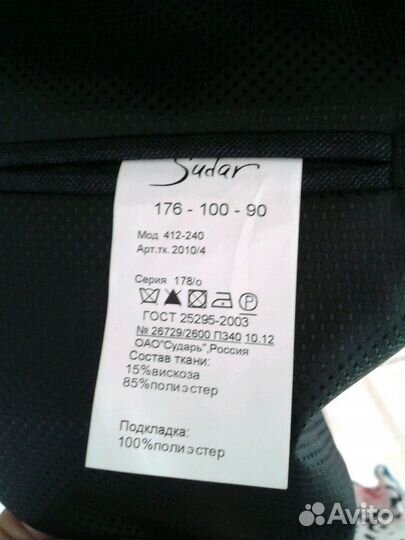 Sudar
176 - 100 - 90
Мод 412-240
Арт.тк. 2010/4
Серия 178/о
P
ГОСТ 25295-2003
№ 26729/2600 П340 10.12
ОАО"Сударь",Россия
Состав ткани:
15%вискоза
85%полиэстер
Подкладка:
100%полиэстер
Avito